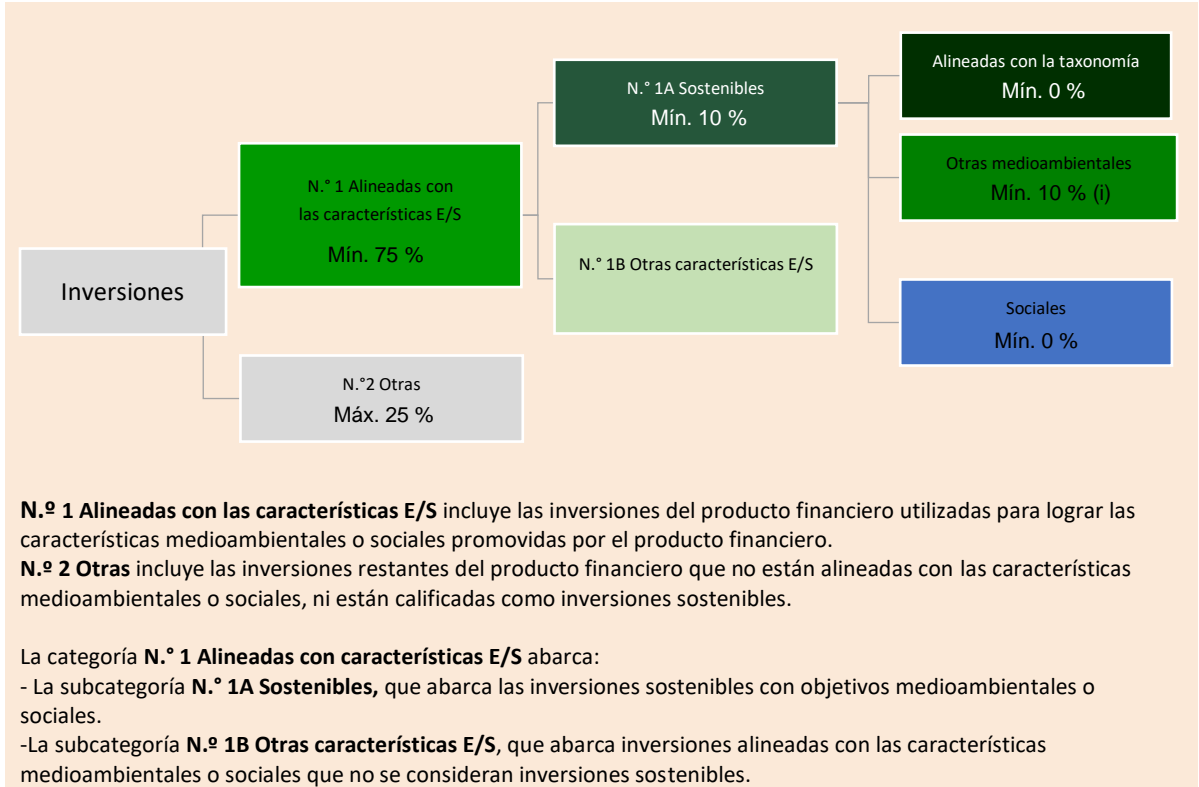 Alineadas con la taxonomía
Mín. 0 %
N.° 1A Sostenibles
Mín. 10 %
Otras medioambientales
Mín. 10 % (i)
N.° 1 Alineadas con
las características E/S
Mín. 75 %
N.° 1B Otras características E/S
Inversiones
Sociales
Mín. 0 %
N.°2 Otras
Máx. 25 %
N.º 1 Alineadas con las características E/S incluye las inversiones del producto financiero utilizadas para lograr las
características medioambientales o sociales promovidas por el producto financiero.
N.º 2 Otras incluye las inversiones restantes del producto financiero que no están alineadas con las características
medioambientales o sociales, ni están calificadas como inversiones sostenibles.
La categoría N.° 1 Alineadas con características E/S abarca:
- La subcategoría N.° 1A Sostenibles, que abarca las inversiones sostenibles con objetivos medioambientales o
sociales.
-La subcategoría N.º 1B Otras características E/S, que abarca inversiones alineadas con las características
medioambientales o sociales que no se consideran inversiones sostenibles.